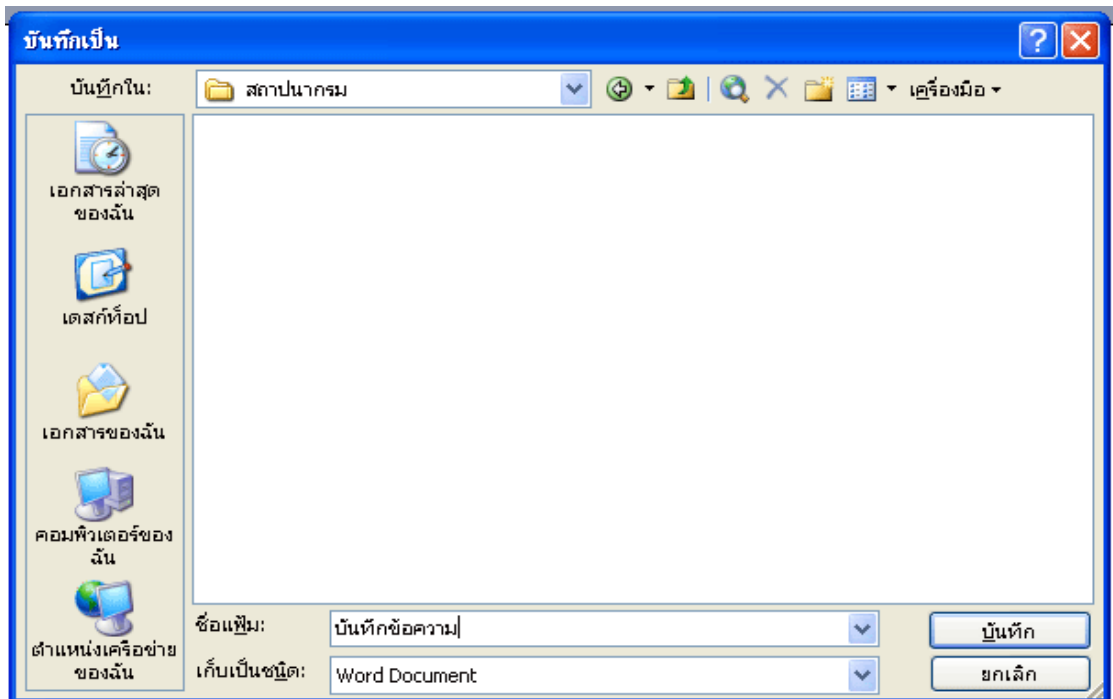 บันทึกเป็น
บันทึกใน:
สถาปนากรม
เครื่องมือ
เอกสารล่าสุด
ของฉัน
เดสก์ท็อป
เอกสารของฉัน
คอมพิวเตอร์ของ
ฉัน
ตำแหน่งเครือข่าย
ของฉัน
ชื่อแฟ้ม:
บันทึกข้อความ
บันทึก
เก็บเป็นชนิด:
Word Document
ยกเลิก